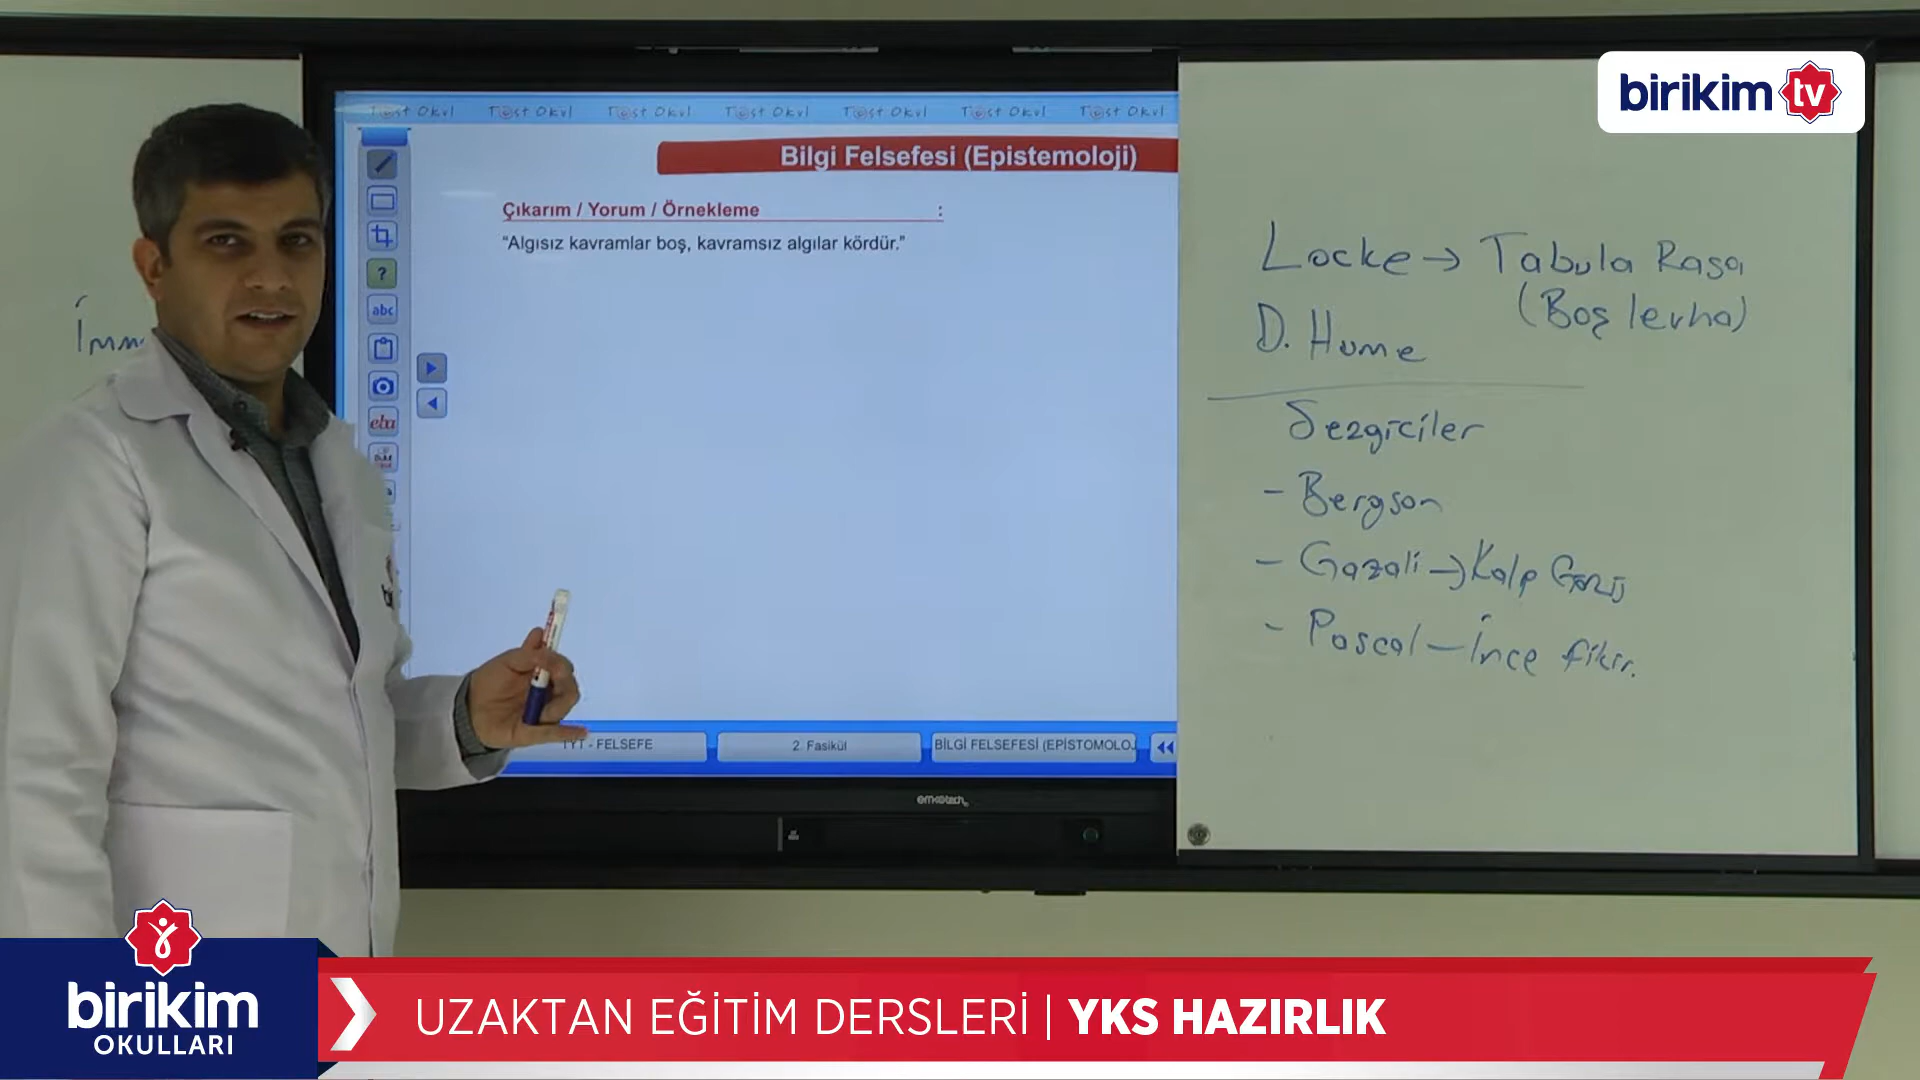 birikim tv
Test Okul Test Okul Test Okul Test Okul Test Okul Test Okul Test Okul
Bilgi Felsefesi (Epistemoloji)
Çıkarım / Yorum / Örnekleme :
“Algısız kavramlar boş, kavramsız algılar kördür.”
?
abc
eba
Locke → Tabula Rasa
(Boş levha)
D. Hume
Sezgiciler
- Bergson
- Gazali → Kalp Gözü
- Pascal - İnce fikir.
TYT - FELSEFE
2. Fasikül
BİLGİ FELSEFESİ (EPİSTOMOLOJ
birikim
OKULLARI
UZAKTAN EĞİTİM DERSLERİ | YKS HAZIRLIK